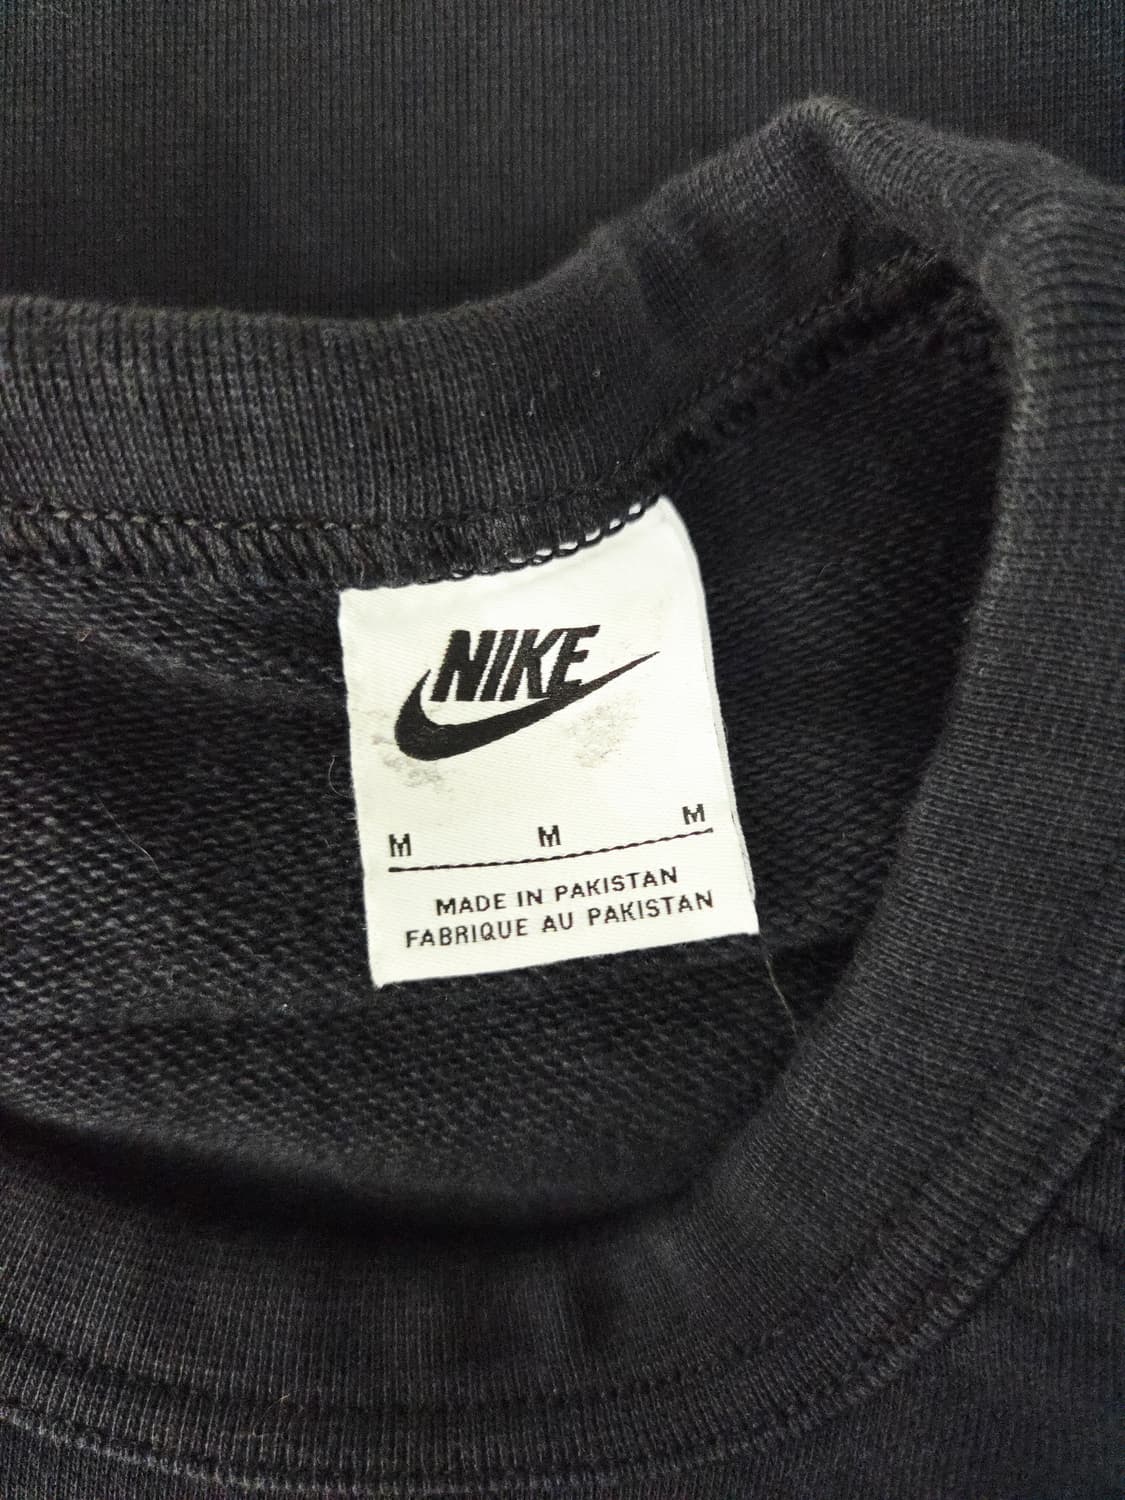 NIKE
M M M
MADE IN PAKISTAN
FABRIQUE AU PAKISTAN